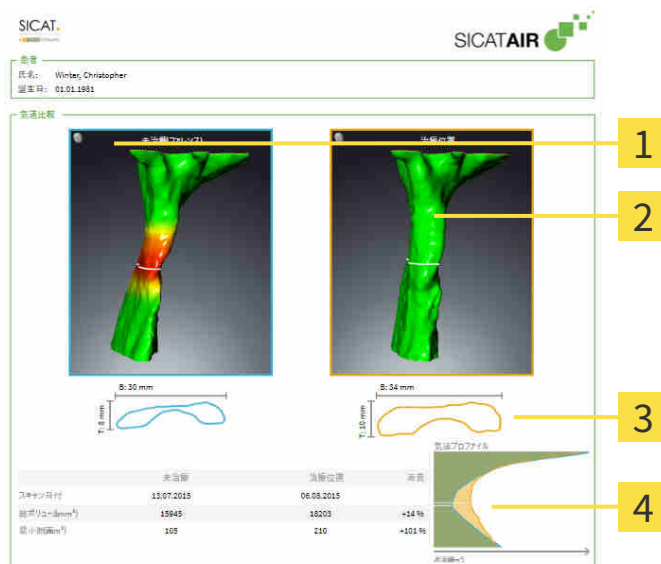 SICAT.
SICATAIR
患者
氏名: Winter, Christopher
誕生日: 01.01.1981
気道比較
治療位置
1
2
B: 30 mm
B: 34 mm
T: 8 mm
T: 10 mm
3
気道プロファイル
未治療 治療位置 差異
スキャン日付 13.07.2015 06.08.2015
15945 18203 +14 %
105 210 +101 %
4